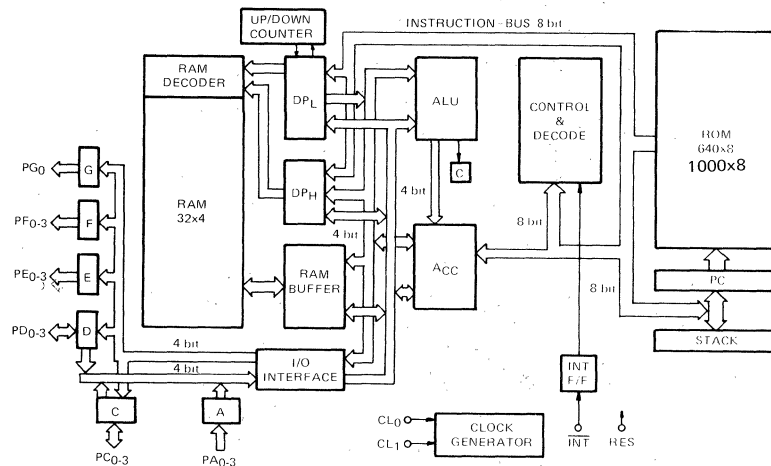 UP/DOWN
COUNTER
INSTRUCTION-BUS 8 bit
RAM
DECODER
DPL
ALU
CONTROL
&
DECODE
ROM
640x8
1000x8
C
PG0
G
RAM
32x4
DPH
4 bit
PF0-3
F
4 bit
8 bit
PE0-3
E
RAM
BUFFER
ACC
PC
8 bit
PD0-3
D
STACK
4 bit
4 bit
I/O
INTERFACE
INT
F/F
C
A
CL0
CL1
CLOCK
GENERATOR
INT
RES
PC0-3
PA0-3